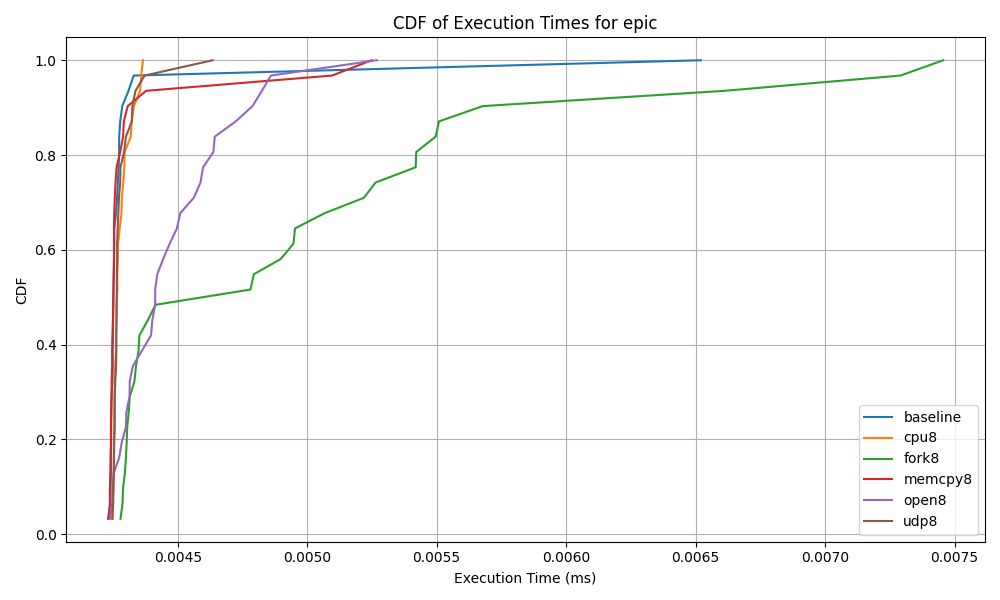 CDF of Execution Times for epic
1.0
0.8
0.6
0.4
0.2
0.0
CDF
0.0045 0.0050 0.0055 0.0060 0.0065 0.0070 0.0075
Execution Time (ms)
baseline
cpu8
fork8
memcpy8
open8
udp8